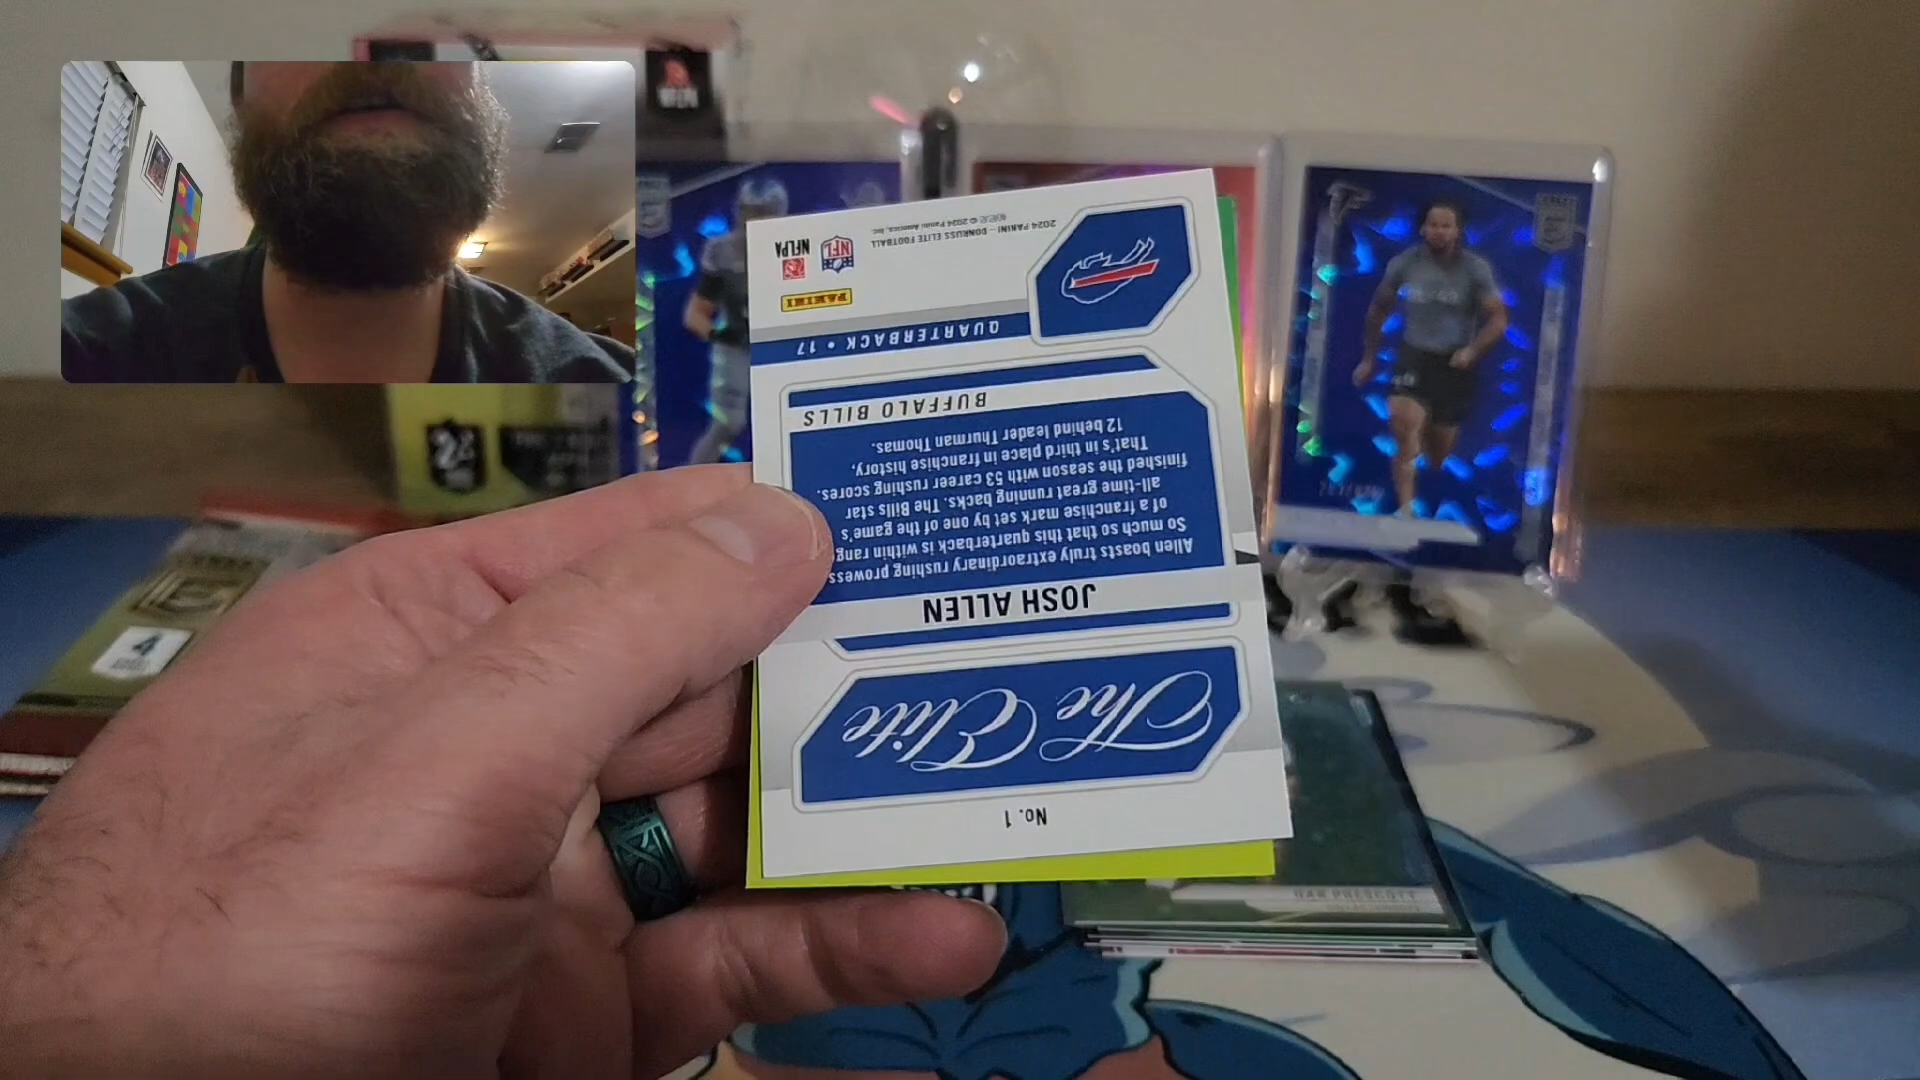 No. 1
The Elite
JOSH ALLEN
Allen boasts truly extraordinary rushing prowess.
So much so that this quarterback is within
of a franchise mark set by one of the game's
all-time great running backs. The Bills star
finished the season with 53 career rushing scores.
That's in third place in franchise history,
12 behind leader Thurman Thomas.
BUFFALO BILLS
QUARTERBACK • 17
PANINI
NFL
NFLPA
2024 PANINI – DONRUSS ELITE FOOTBALL
© 2024 Panini America, Inc.
DAK PRESCOTT
4